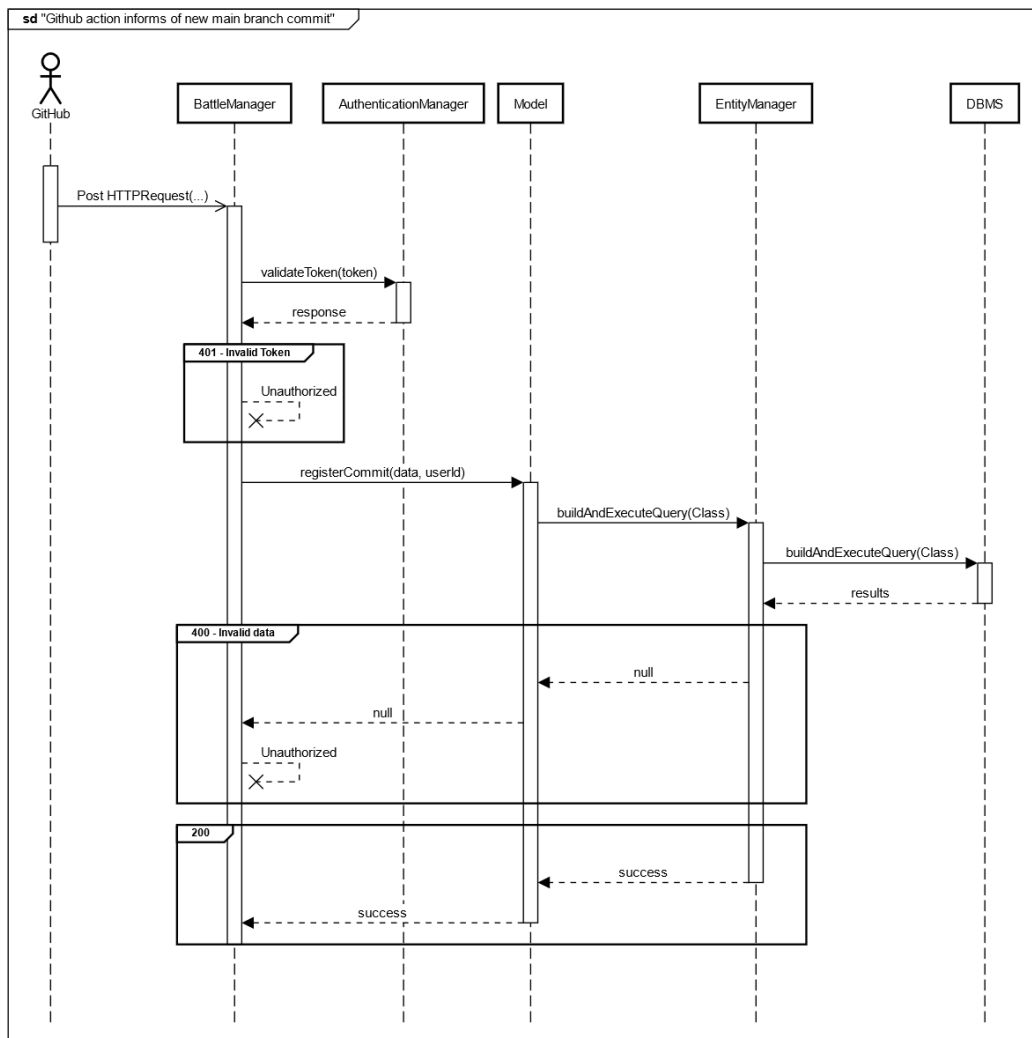 sd "Github action informs of new main branch commit"
GitHub
BattleManager
AuthenticationManager
Model
EntityManager
DBMS
Post HTTPRequest(...)
validateToken(token)
response
401 - Invalid Token
Unauthorized
registerCommit(data, userId)
buildAndExecuteQuery(Class)
buildAndExecuteQuery(Class)
results
400 - Invalid data
null
null
Unauthorized
200
success
success